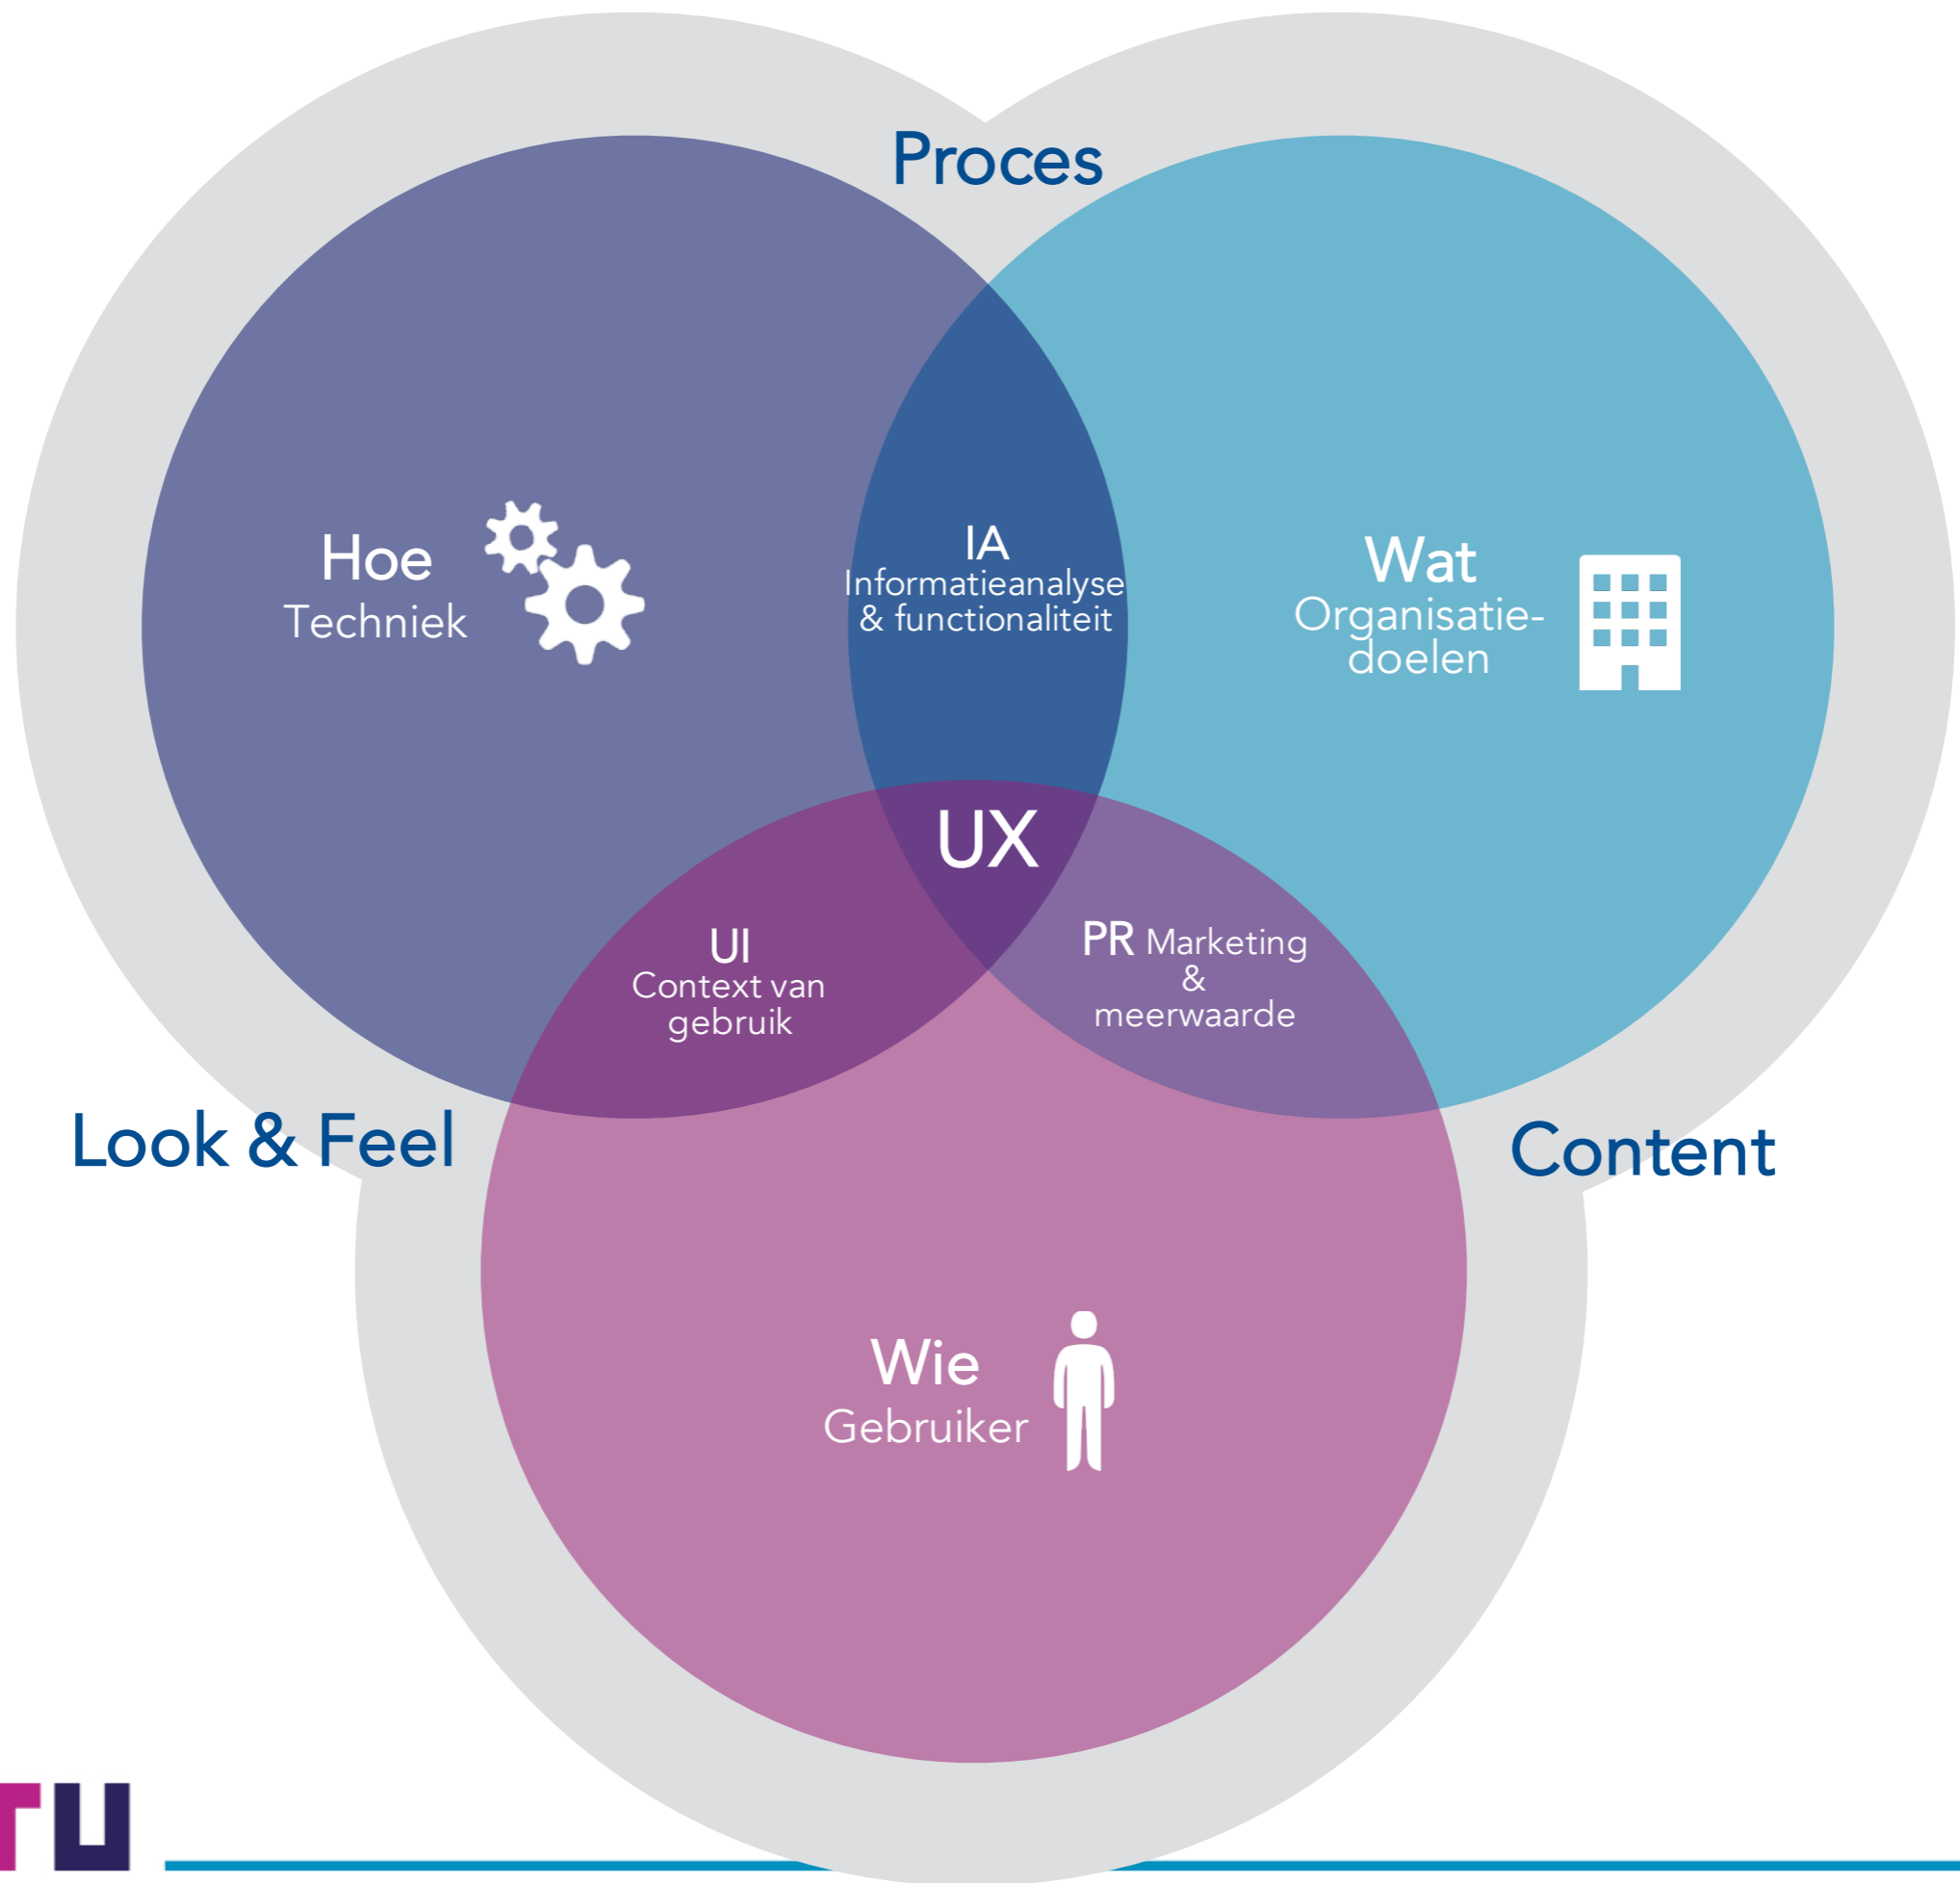 Proces
Hoe
Techniek
IA
Informatieanalyse
& functionaliteit
Wat
Organisatie-
doelen
UX
UI
Context van
gebruik
PR Marketing
&
meerwaarde
Look & Feel
Content
Wie
Gebruiker